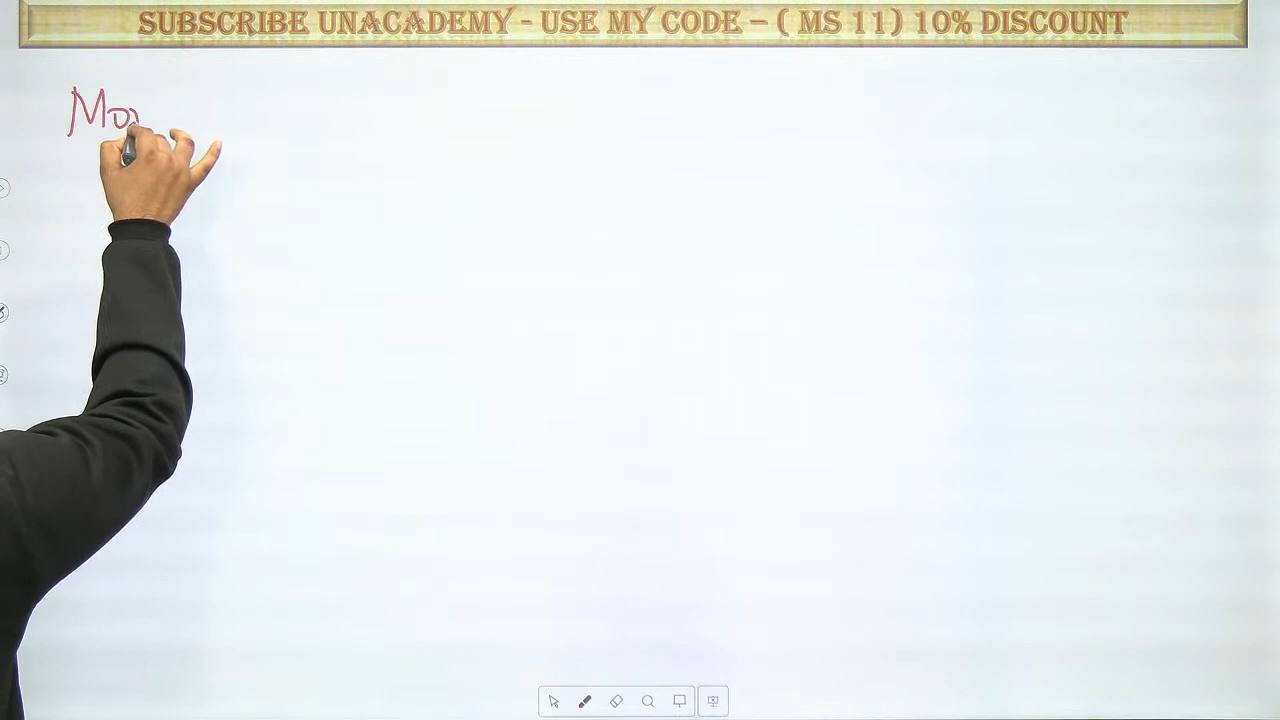 SUBSCRIBE UNACADEMY - USE MY CODE – ( MS 11) 10% DISCOUNT